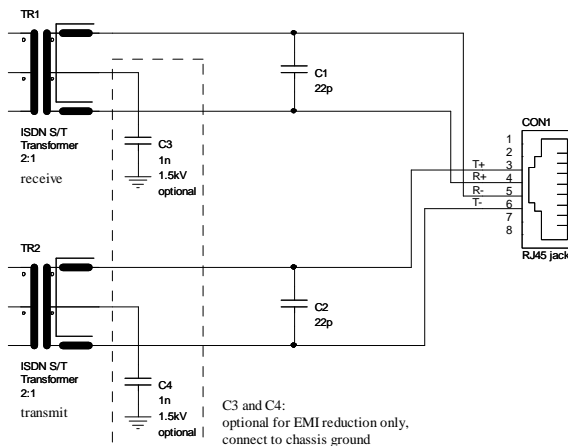 TR1
ISDN S/T
Transformer
2:1
receive
C3
1n
1.5kV
optional
C1
22p
CON1
1
2
3
4
5
6
7
8
T+
R+
R-
T-
RJ45 jack
TR2
ISDN S/T
Transformer
2:1
transmit
C4
1n
1.5kV
optional
C2
22p
C3 and C4:
optional for EMI reduction only,
connect to chassis ground